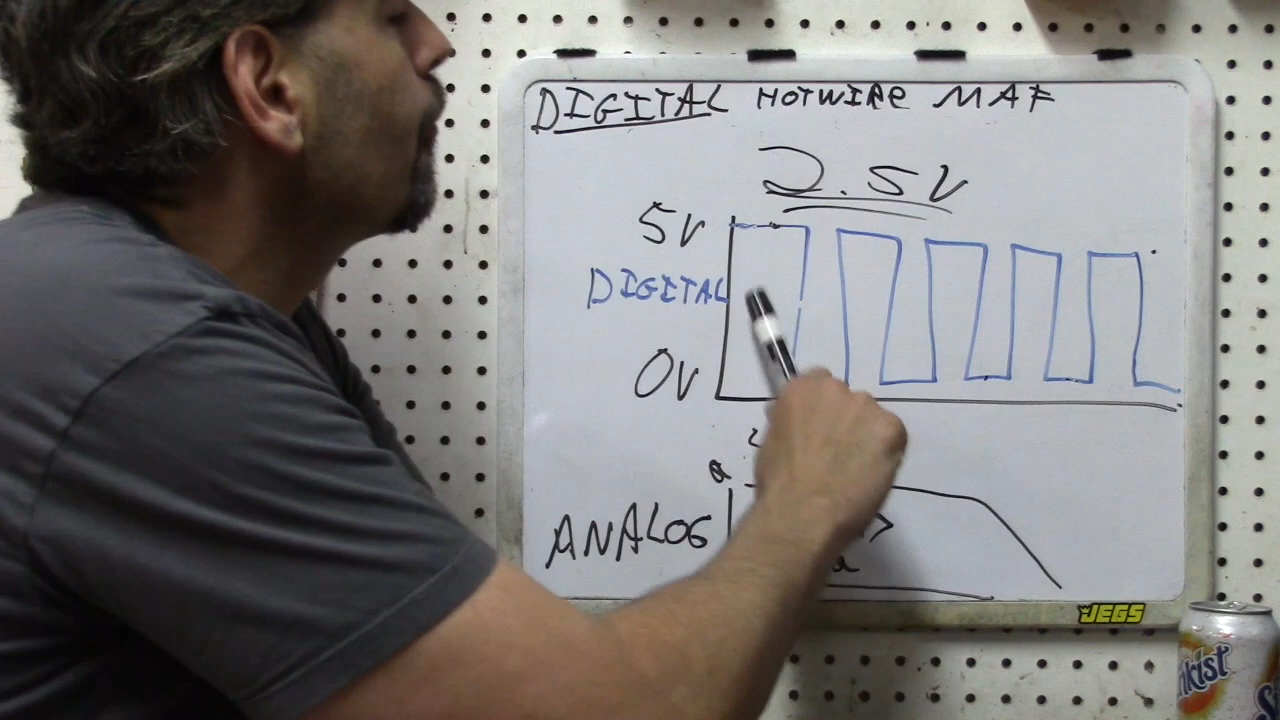 DIGITAL HOTWIRE MAF
2.5V
5V
DIGITAL
0V
a
ANALOG
a
JEGS
nkist